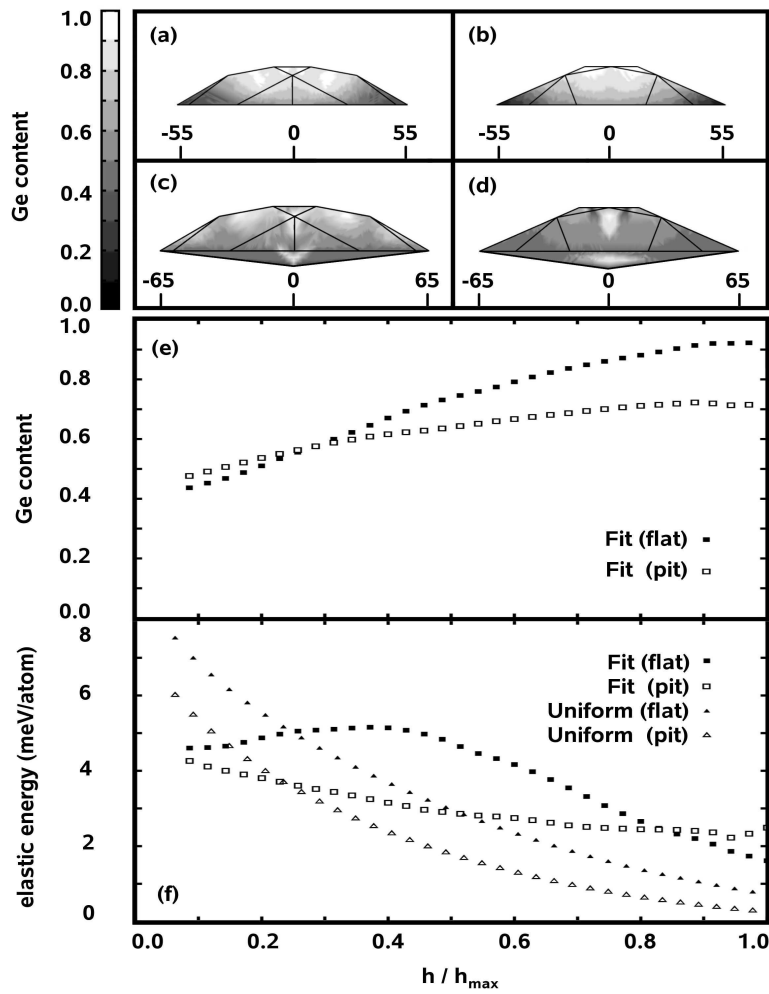 1.0
(a)
(b)
0.8
0.6
Ge content
-55 0 55
-55 0 55
0.4
(c)
(d)
0.2
0.0
-65 0 65
-65 0 65
1.0
(e)
0.8
0.6
Ge content
0.4
Fit (flat)
0.2
Fit (pit)
0.0
8
Fit (flat)
6
Fit (pit)
Uniform (flat)
Uniform (pit)
elastic energy (meV/atom)
4
2
(f)
0
0.0 0.2 0.4 0.6 0.8 1.0
h / hmax